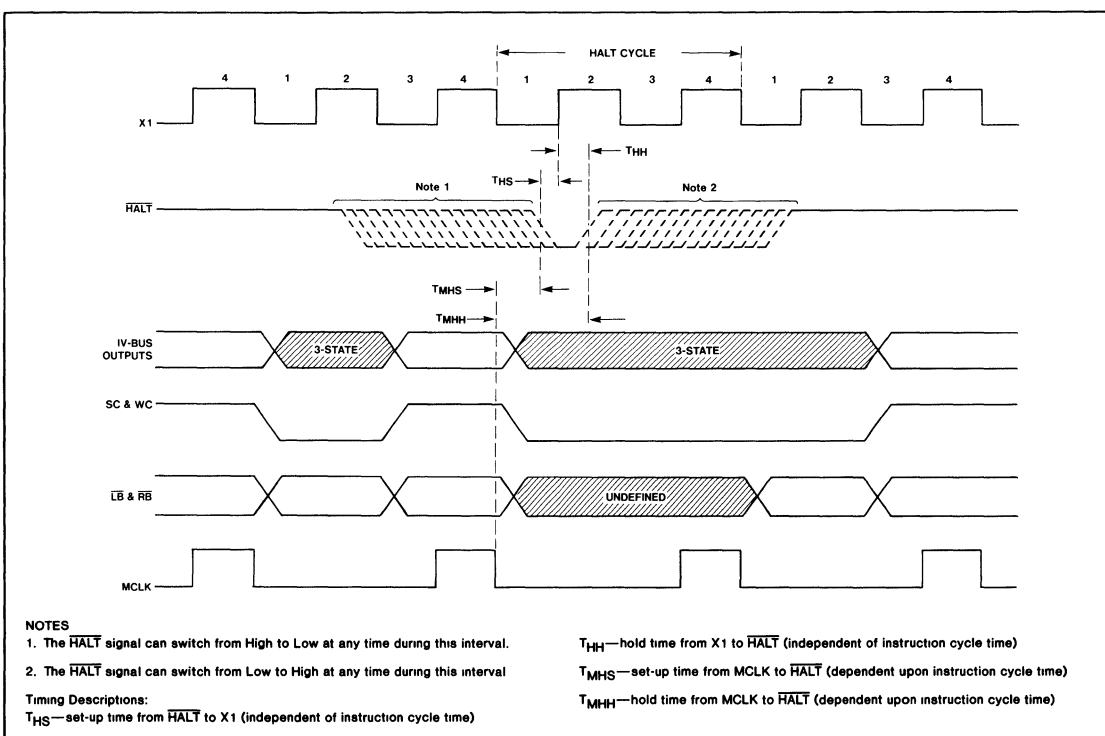 HALT CYCLE
4 1 2 3 4 1 2 3 4 1 2 3 4
X1
THH
THS
Note 1 Note 2
HALT
TMHS
TMHH
IV-BUS
OUTPUTS
3-STATE 3-STATE
SC & WC
LB & RB
UNDEFINED
MCLK
NOTES
1. The HALT signal can switch from High to Low at any time during this interval.
2. The HALT signal can switch from Low to High at any time during this interval
Timing Descriptions:
THS—set-up time from HALT to X1 (independent of instruction cycle time)
THH—hold time from X1 to HALT (independent of instruction cycle time)
TMHS—set-up time from MCLK to HALT (dependent upon instruction cycle time)
TMHH—hold time from MCLK to HALT (dependent upon instruction cycle time)